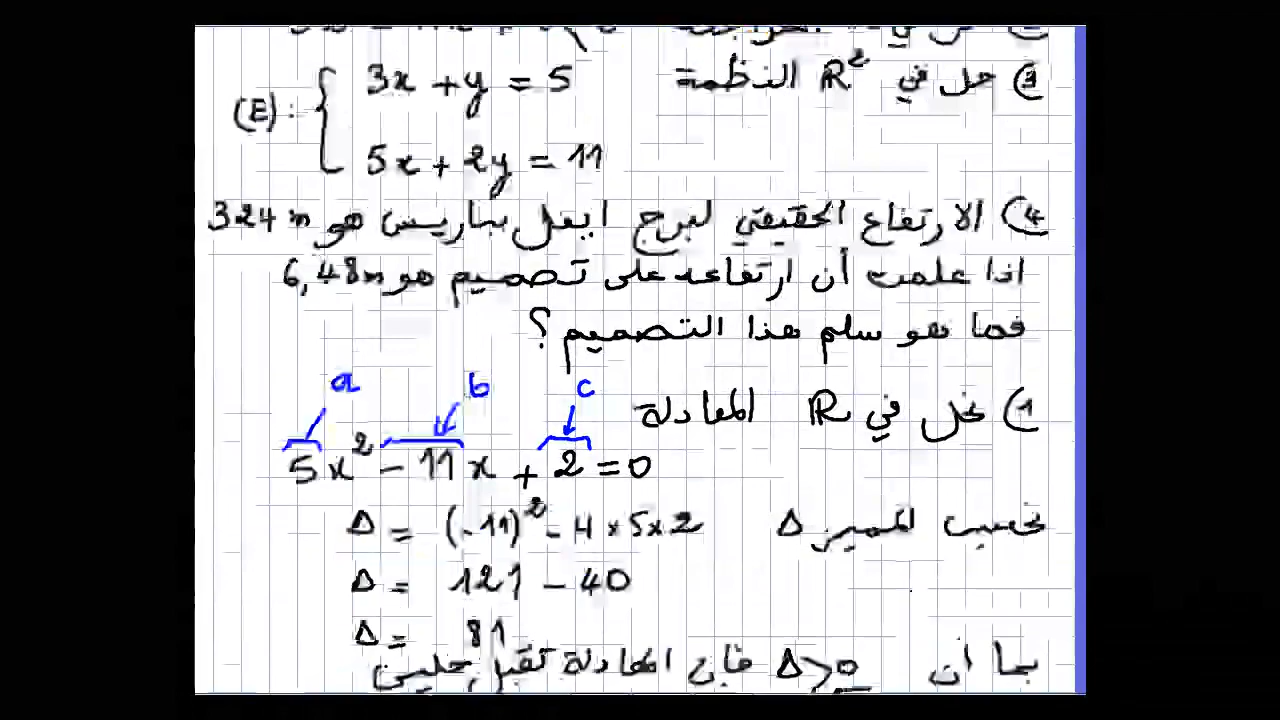 3) حل في R² النظمة
(E): { 3x + y = 5
5x + 2y = 11
4) الارتفاع الحقيقي لبرج ايفل بباريس هو 324 m
اذا علمت أن ارتفاعه على تصميم هو 6,48m
فما هو سلم هذا التصميم؟
1) نحل في R المعادلة
a b c
5x² - 11x + 2 = 0
نحسب المميز Δ
Δ = (-11)² - 4 × 5 × 2
Δ = 121 - 40
Δ = 81
بما أن Δ>0 فإن المعادلة تقبل حلين